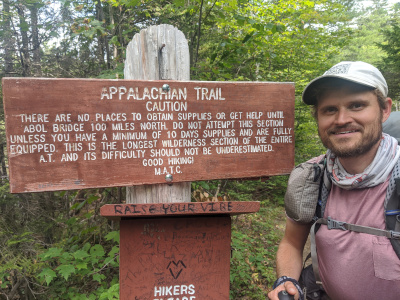 APPALACHIAN TRAIL
CAUTION
THERE ARE NO PLACES TO OBTAIN SUPPLIES OR GET HELP UNTIL
ABOL BRIDGE 100 MILES NORTH. DO NOT ATTEMPT THIS SECTION
UNLESS YOU HAVE A MINIMUM OF 10 DAYS SUPPLIES AND ARE FULLY
EQUIPPED. THIS IS THE LONGEST WILDERNESS SECTION OF THE ENTIRE
A.T. AND ITS DIFFICULTY SHOULD NOT BE UNDERESTIMATED.
GOOD HIKING!
M.A.T.C.
RAISE YOUR VIBE
HIKERS
PLEASE